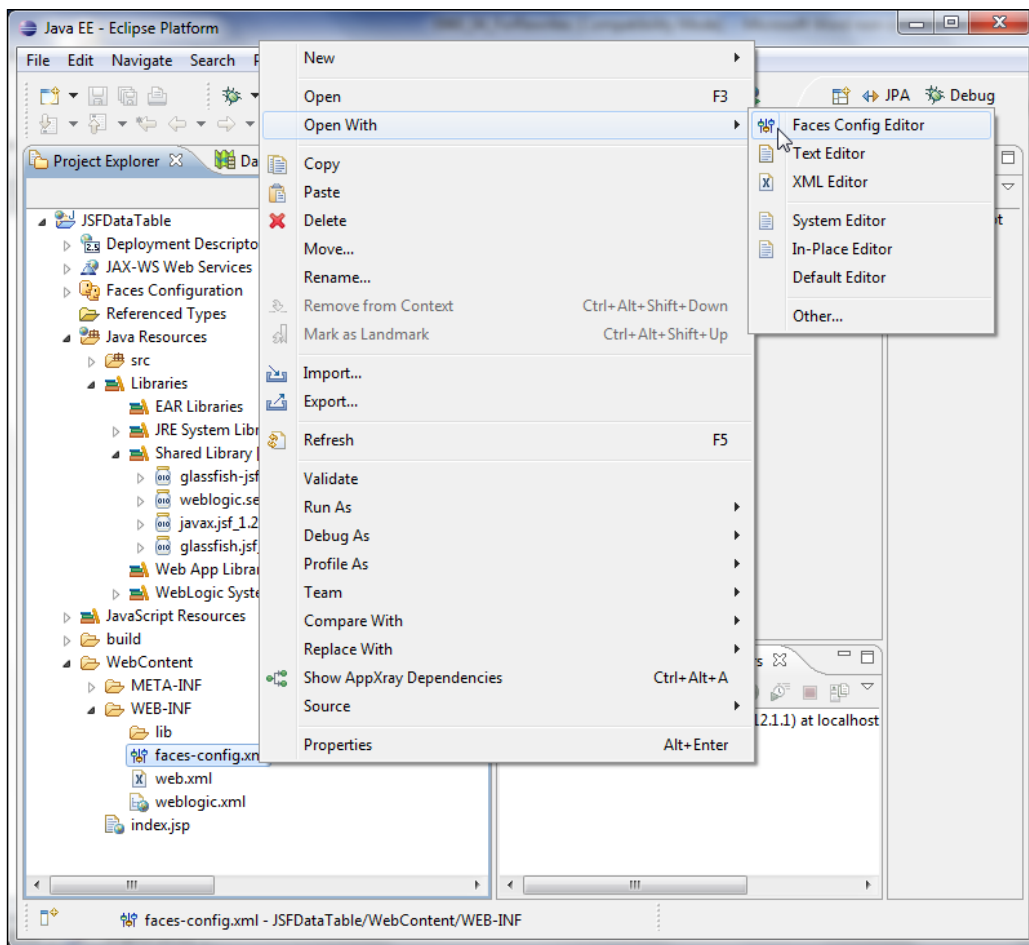 Java EE - Eclipse Platform
File Edit Navigate Search
JPA Debug
Project Explorer Da
JSFDataTable
Deployment Descripto
JAX-WS Web Services
Faces Configuration
Referenced Types
Java Resources
src
Libraries
EAR Libraries
JRE System Libr
Shared Library [
glassfish-jsf
weblogic.se
javax.jsf_1.2
glassfish.jsf_
Web App Librar
WebLogic Syste
JavaScript Resources
build
WebContent
META-INF
WEB-INF
lib
faces-config.xm
web.xml
weblogic.xml
index.jsp
New
Open F3
Open With
Copy
Paste
Delete
Move...
Rename...
Remove from Context Ctrl+Alt+Shift+Down
Mark as Landmark Ctrl+Alt+Shift+Up
Import...
Export...
Refresh F5
Validate
Run As
Debug As
Profile As
Team
Compare With
Replace With
Show AppXray Dependencies Ctrl+Alt+A
Source
Properties Alt+Enter
Faces Config Editor
Text Editor
XML Editor
System Editor
In-Place Editor
Default Editor
Other...
s
12.1.1) at localhost
faces-config.xml - JSFDataTable/WebContent/WEB-INF